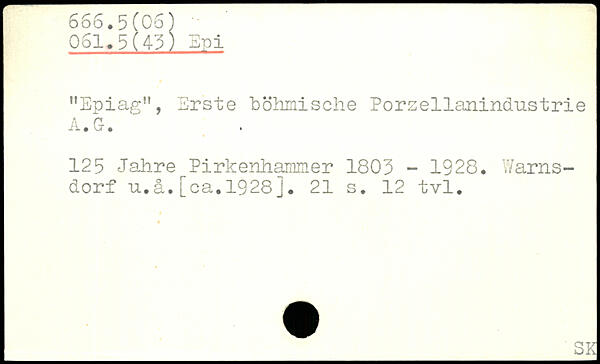 666.5(06)
061.5(43) Epi
"Epiag", Erste böhmische Porzellanindustrie
A.G.
125 Jahre Pirkenhammer 1803 - 1928. Warns-
dorf u.å.[ca.1928]. 21 s. 12 tvl.
SK